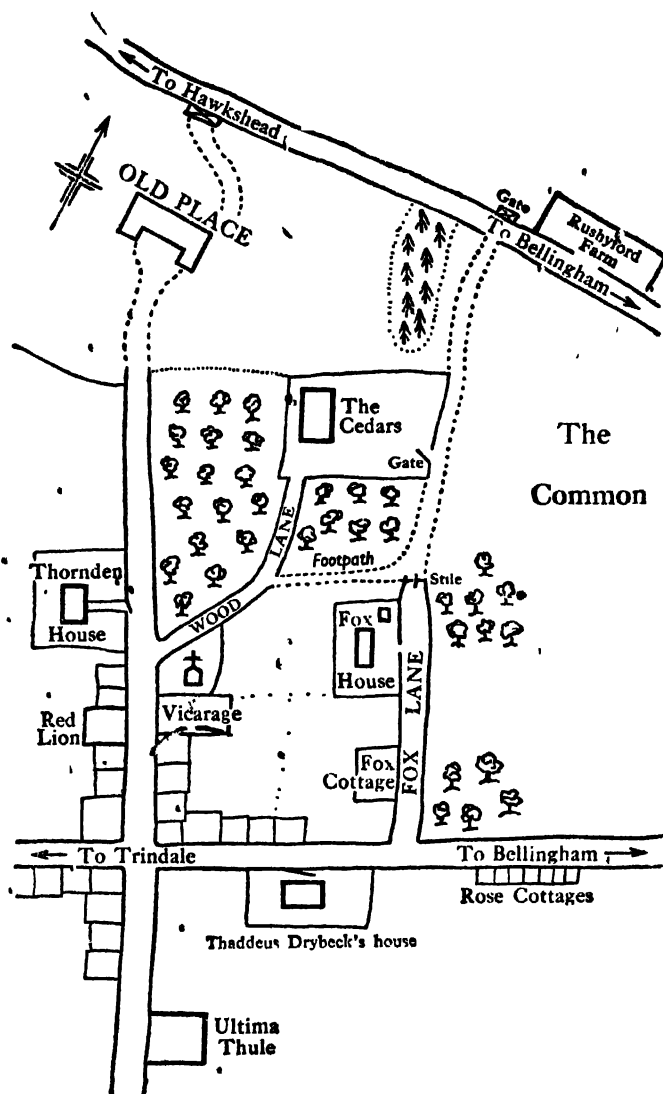 To Hawkshead
OLD PLACE
Gate
Rushyford
Farm
To Bellingham
The
Cedars
The
Common
Gate
LANE
Footpath
Stile
Thornden
House
WOOD
Fox
House
LANE
Vicarage
Red
Lion
Fox
Cottage
FOX
To Trindale
To Bellingham
Rose Cottages
Thaddeus Drybeck's house
Ultima
Thule